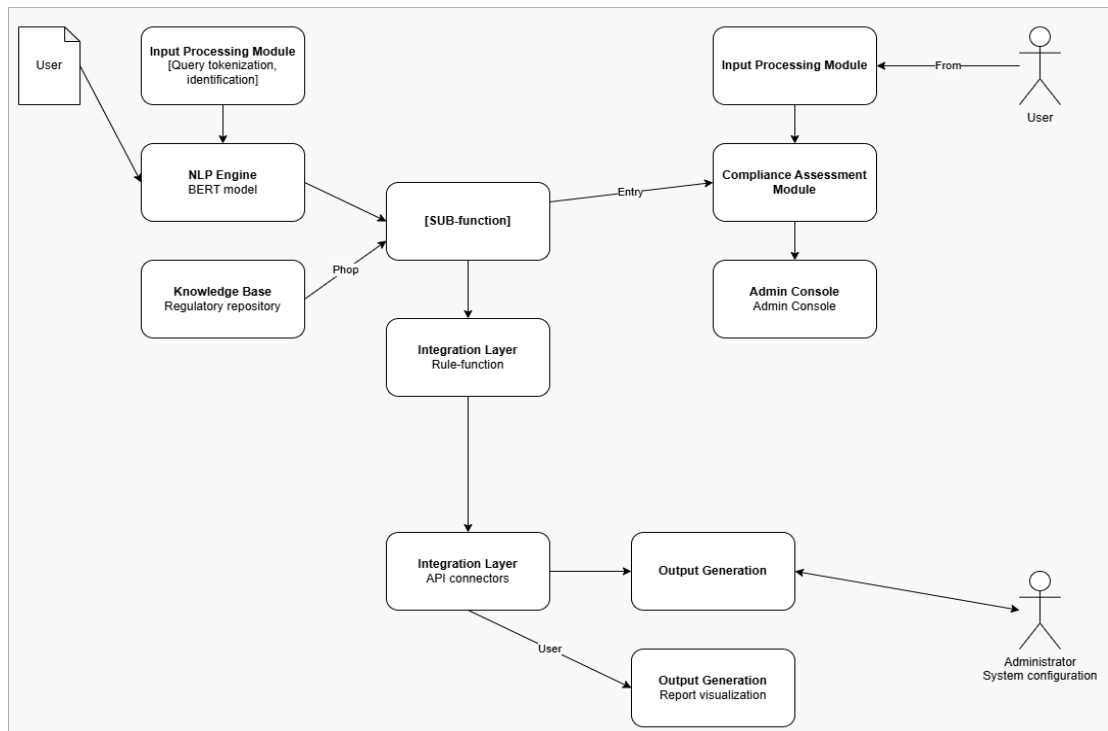 User
Input Processing Module
[Query tokenization,
identification]
Input Processing Module
From
User
NLP Engine
BERT model
[SUB-function]
Entry
Compliance Assessment
Module
Phop
Knowledge Base
Regulatory repository
Admin Console
Admin Console
Integration Layer
Rule-function
Integration Layer
API connectors
Output Generation
User
Output Generation
Report visualization
Administrator
System configuration